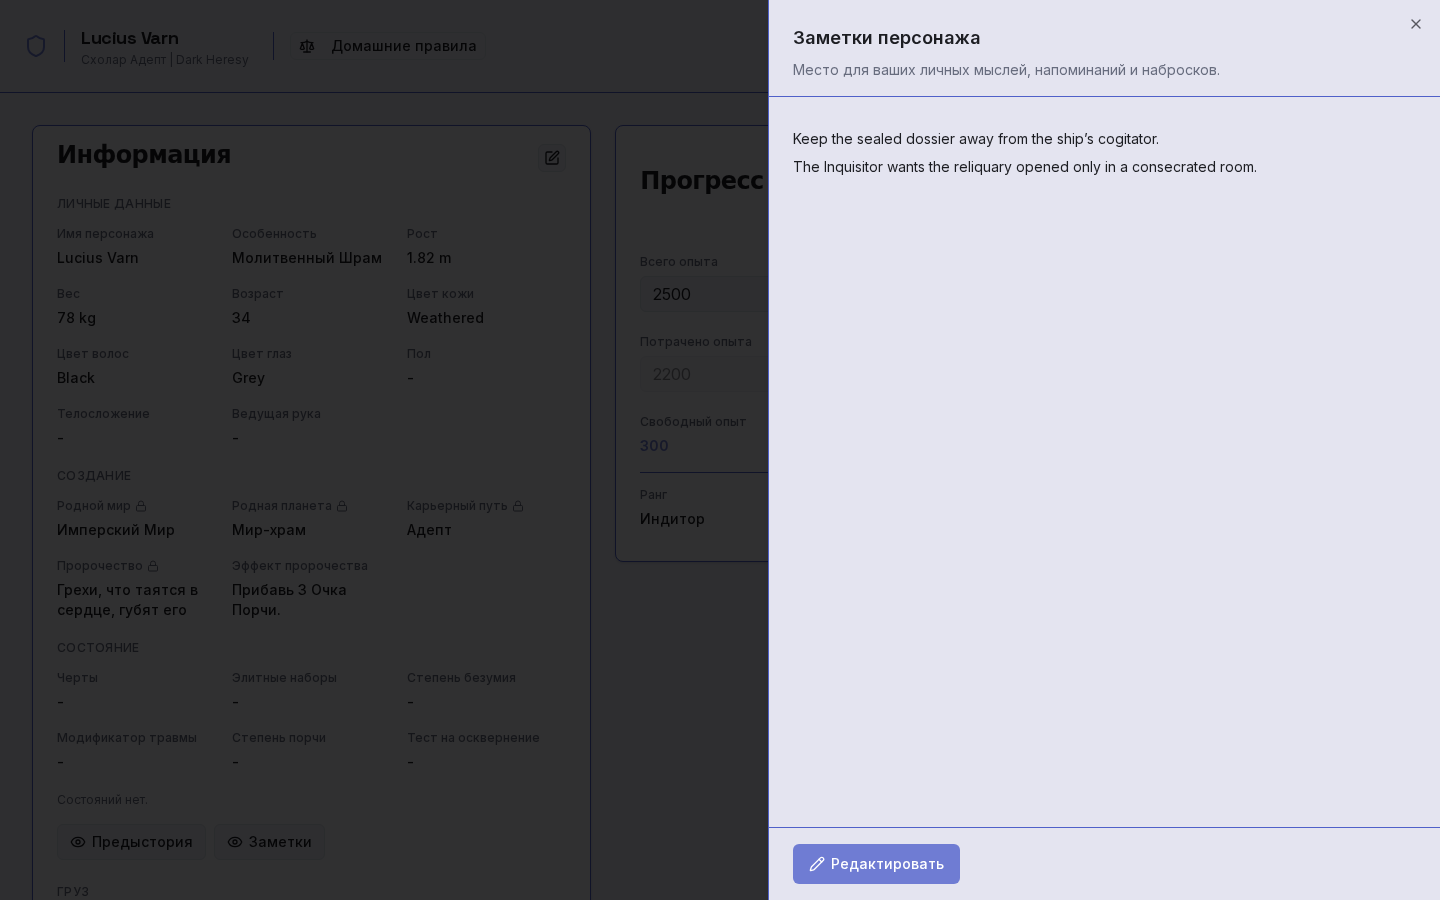 Lucius Varn
Схолар Адепт | Dark Heresy
Домашние правила
Информация
ЛИЧНЫЕ ДАННЫЕ
Имя персонажа
Особенность
Рост
Lucius Varn
Молитвенный Шрам
1.82 m
Вес
Возраст
Цвет кожи
78 kg
34
Weathered
Цвет волос
Цвет глаз
Пол
Black
Grey
-
Телосложение
Ведущая рука
-
-
СОЗДАНИЕ
Родной мир
Родная планета
Карьерный путь
Имперский Мир
Мир-храм
Адепт
Пророчество
Эффект пророчества
Грехи, что таятся в
сердце, губят его
Прибавь 3 Очка
Порчи.
СОСТОЯНИЕ
Черты
Элитные наборы
Степень безумия
-
-
-
Модификатор травмы
Степень порчи
Тест на осквернение
-
-
-
Состояний нет.
Предыстория
Заметки
ГРУЗ
Прогресс
Всего опыта
2500
Потрачено опыта
2200
Свободный опыт
300
Ранг
Индитор
Заметки персонажа
Место для ваших личных мыслей, напоминаний и набросков.
Keep the sealed dossier away from the ship’s cogitator.
The Inquisitor wants the reliquary opened only in a consecrated room.
Редактировать